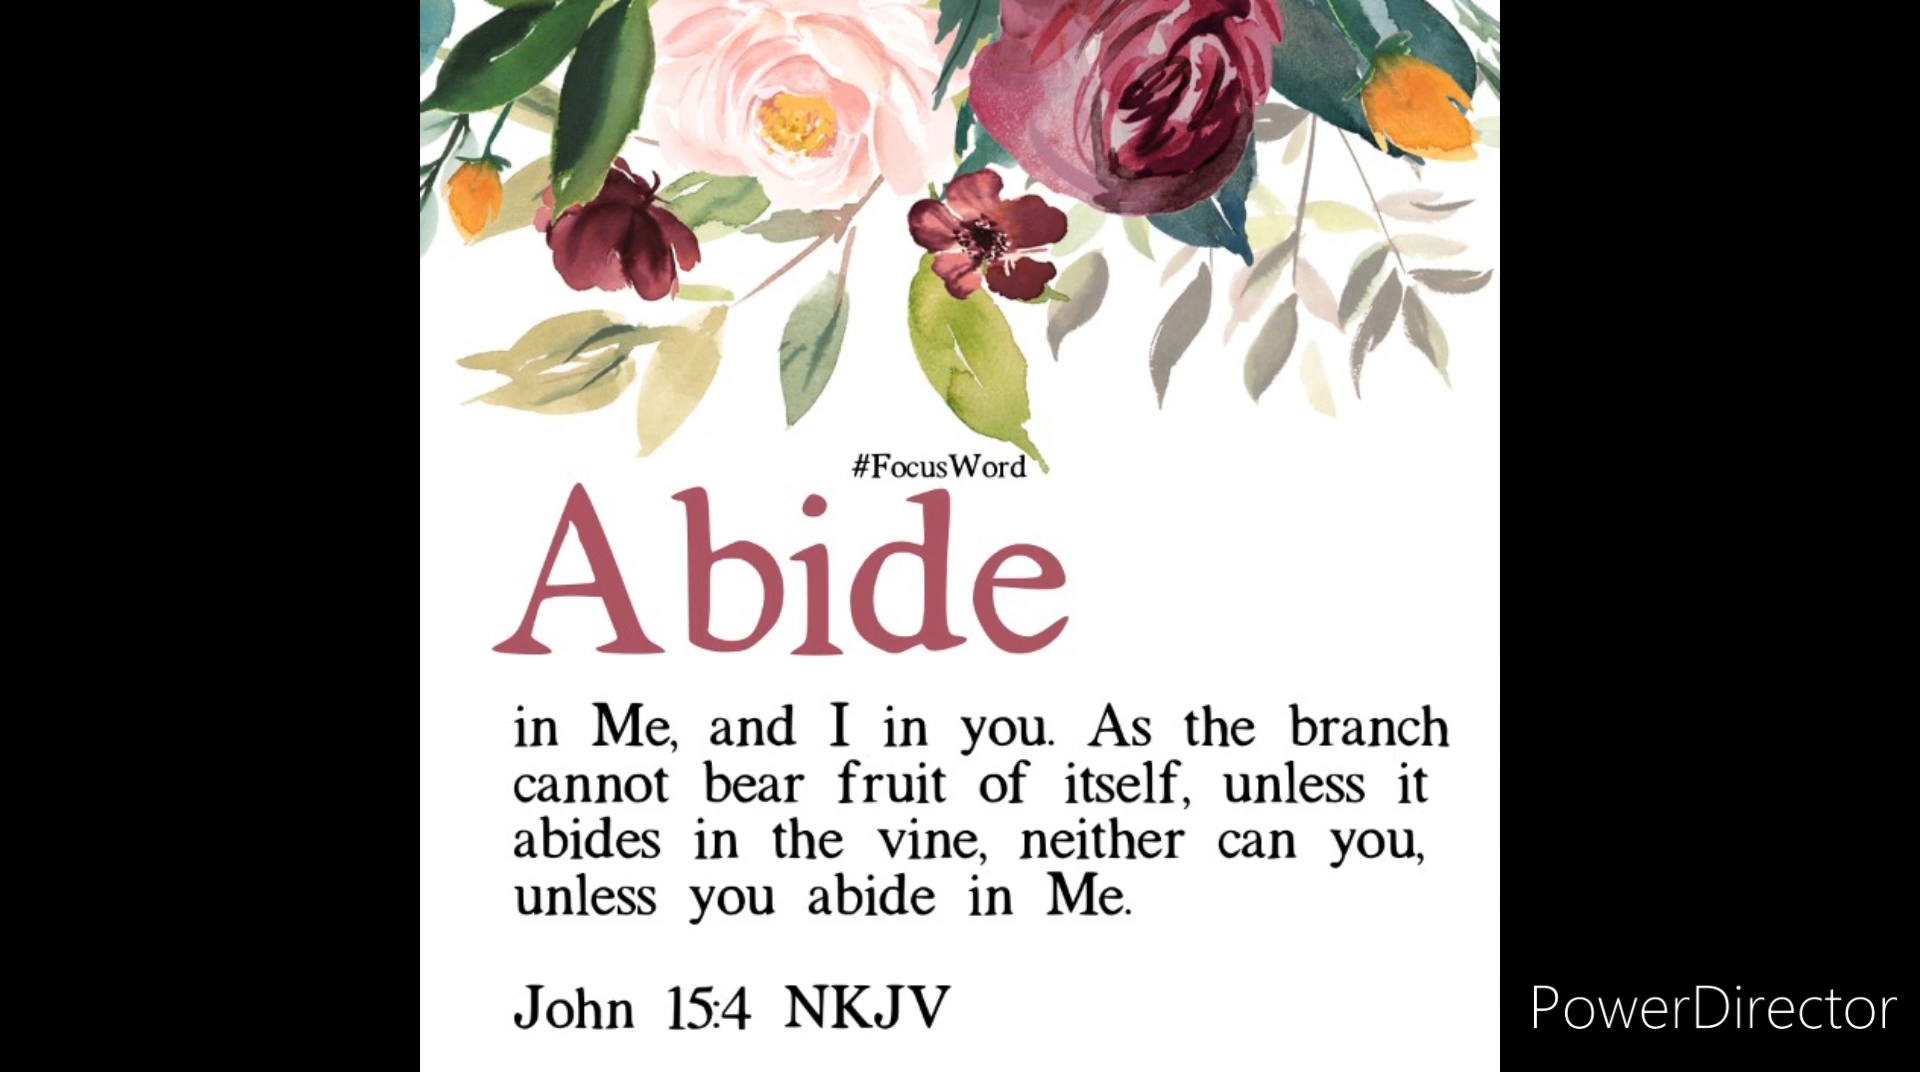 #FocusWord
Abide
in Me, and I in you. As the branch
cannot bear fruit of itself, unless it
abides in the vine, neither can you,
unless you abide in Me.
John 15:4 NKJV
PowerDirector